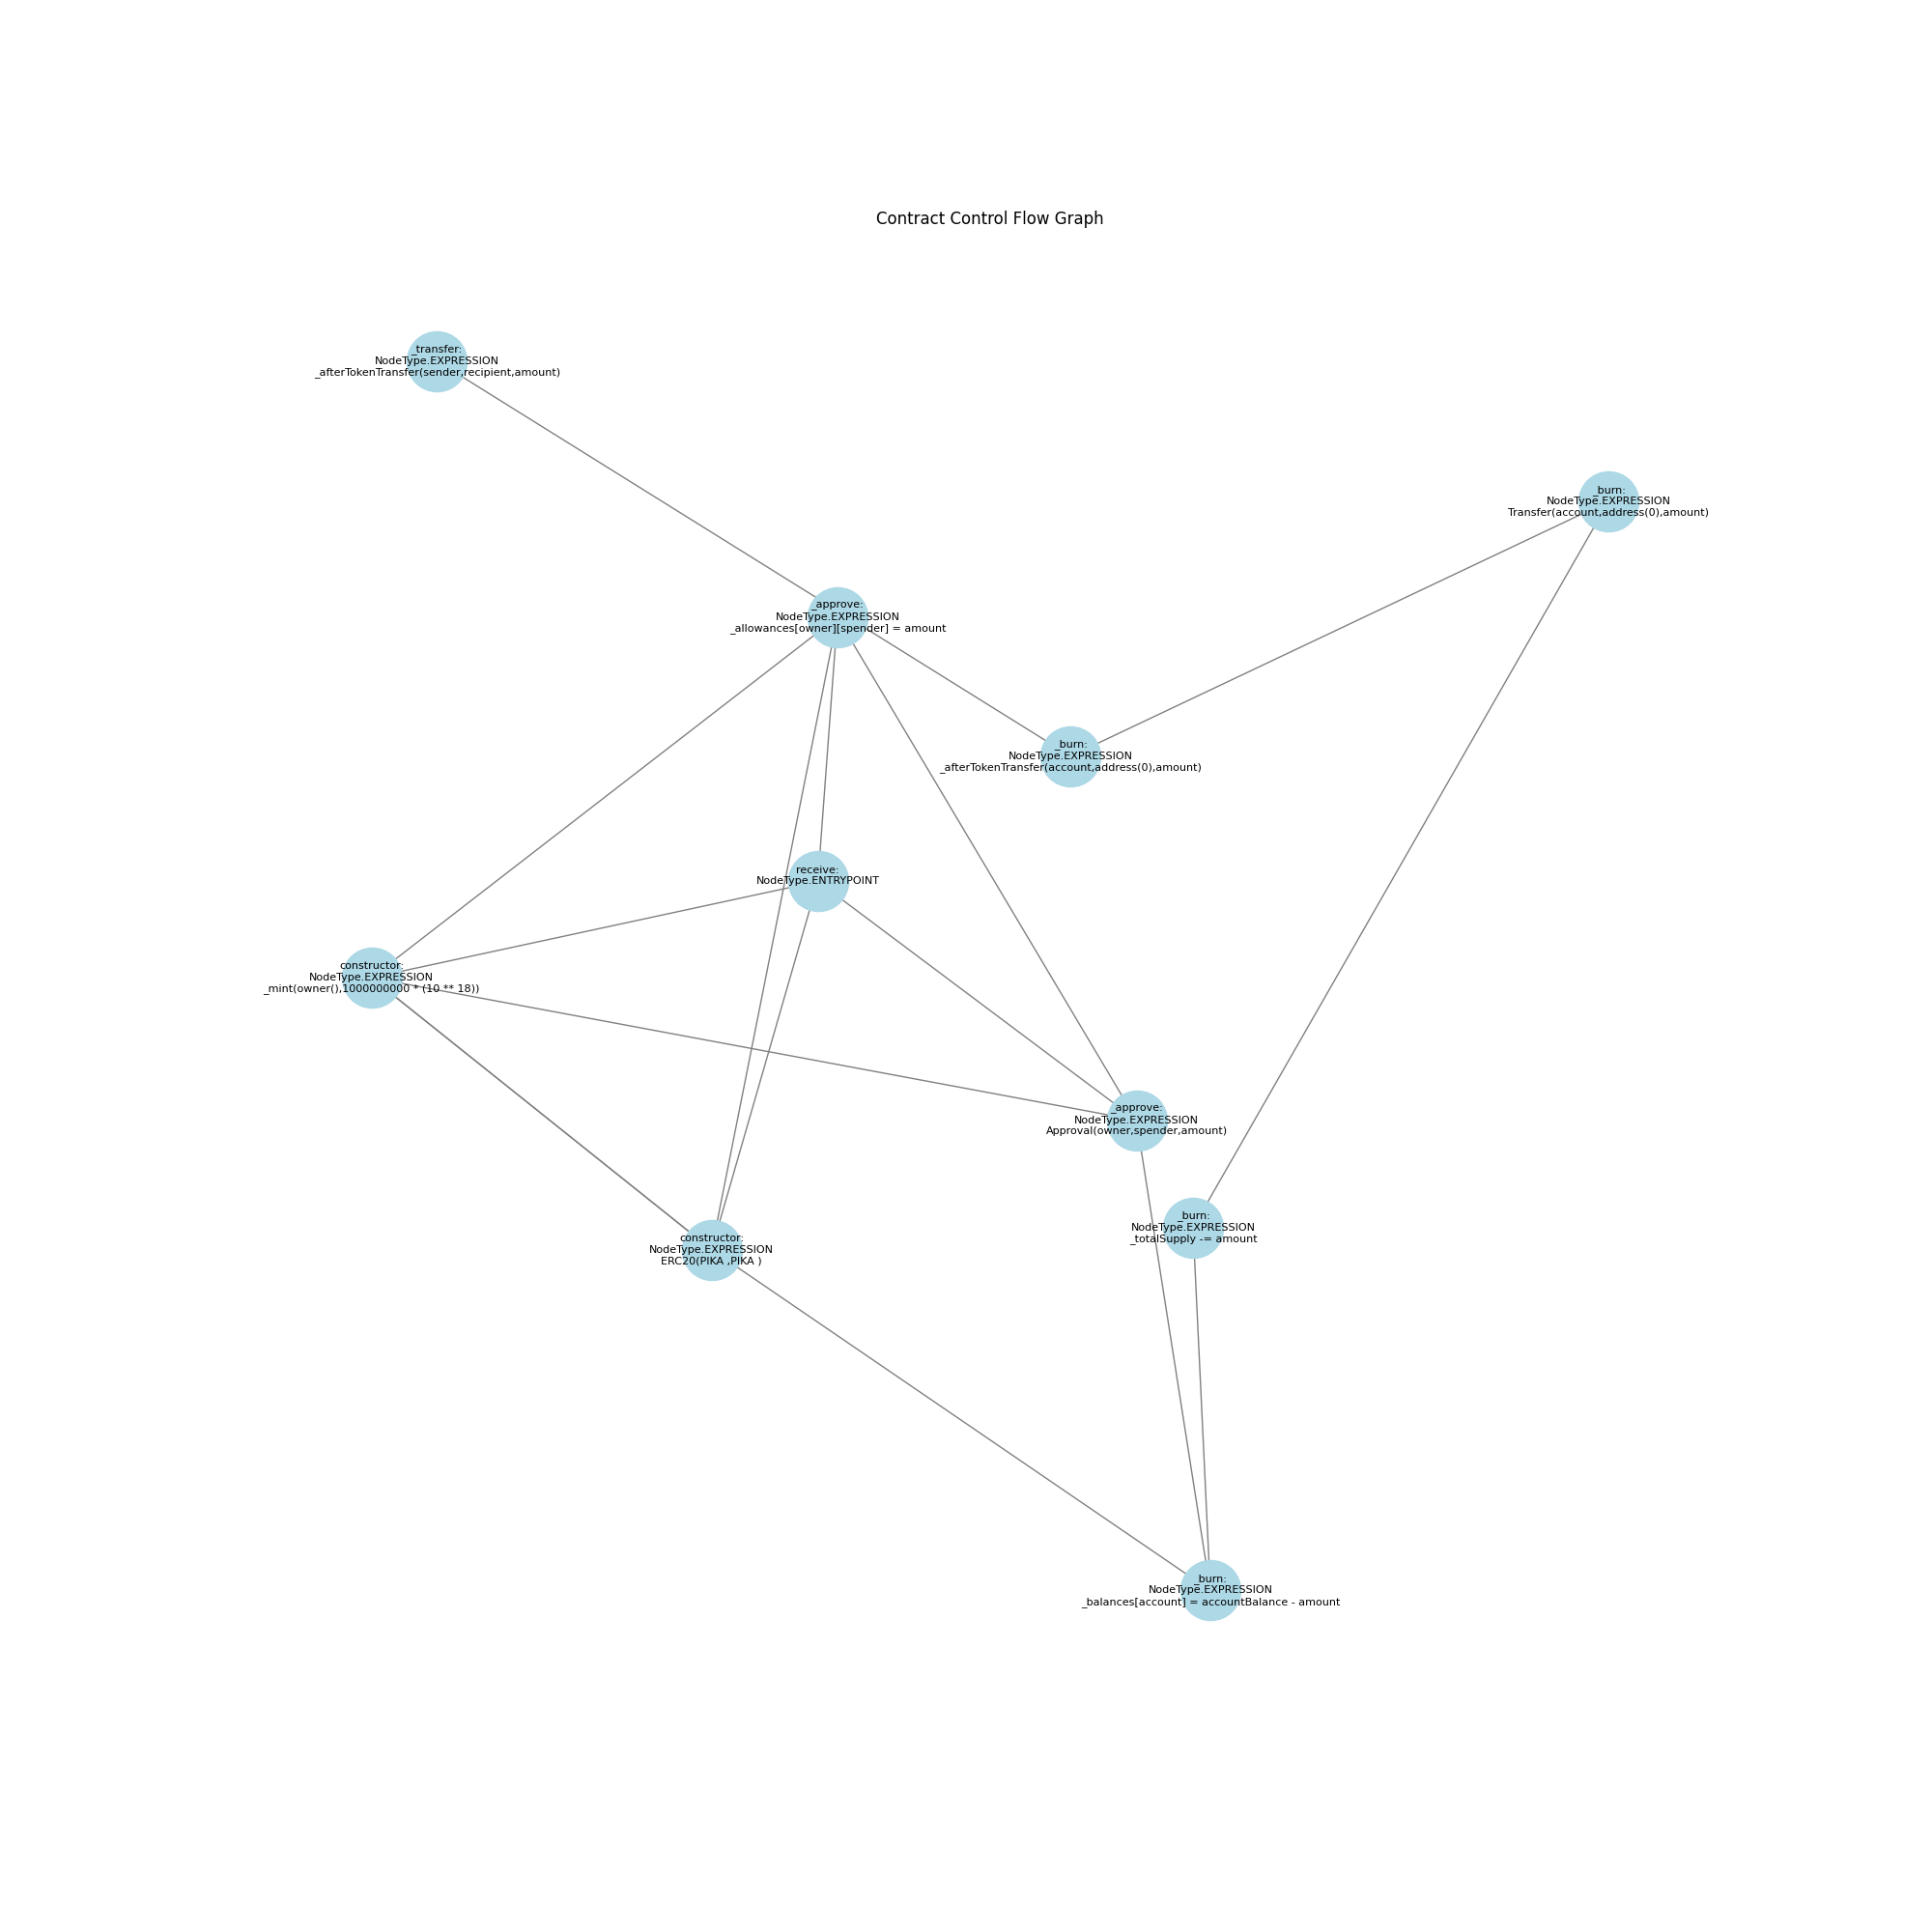 Contract Control Flow Graph
_transfer:
NodeType.EXPRESSION
_afterTokenTransfer(sender,recipient,amount)
_burn:
NodeType.EXPRESSION
Transfer(account,address(0),amount)
_approve:
NodeType.EXPRESSION
_allowances[owner][spender] = amount
_burn:
NodeType.EXPRESSION
_afterTokenTransfer(account,address(0),amount)
receive:
NodeType.ENTRYPOINT
constructor:
NodeType.EXPRESSION
_mint(owner(),1000000000 * (10 ** 18))
_approve:
NodeType.EXPRESSION
Approval(owner,spender,amount)
_burn:
NodeType.EXPRESSION
_totalSupply -= amount
constructor:
NodeType.EXPRESSION
ERC20(PIKA ,PIKA )
_burn:
NodeType.EXPRESSION
_balances[account] = accountBalance - amount